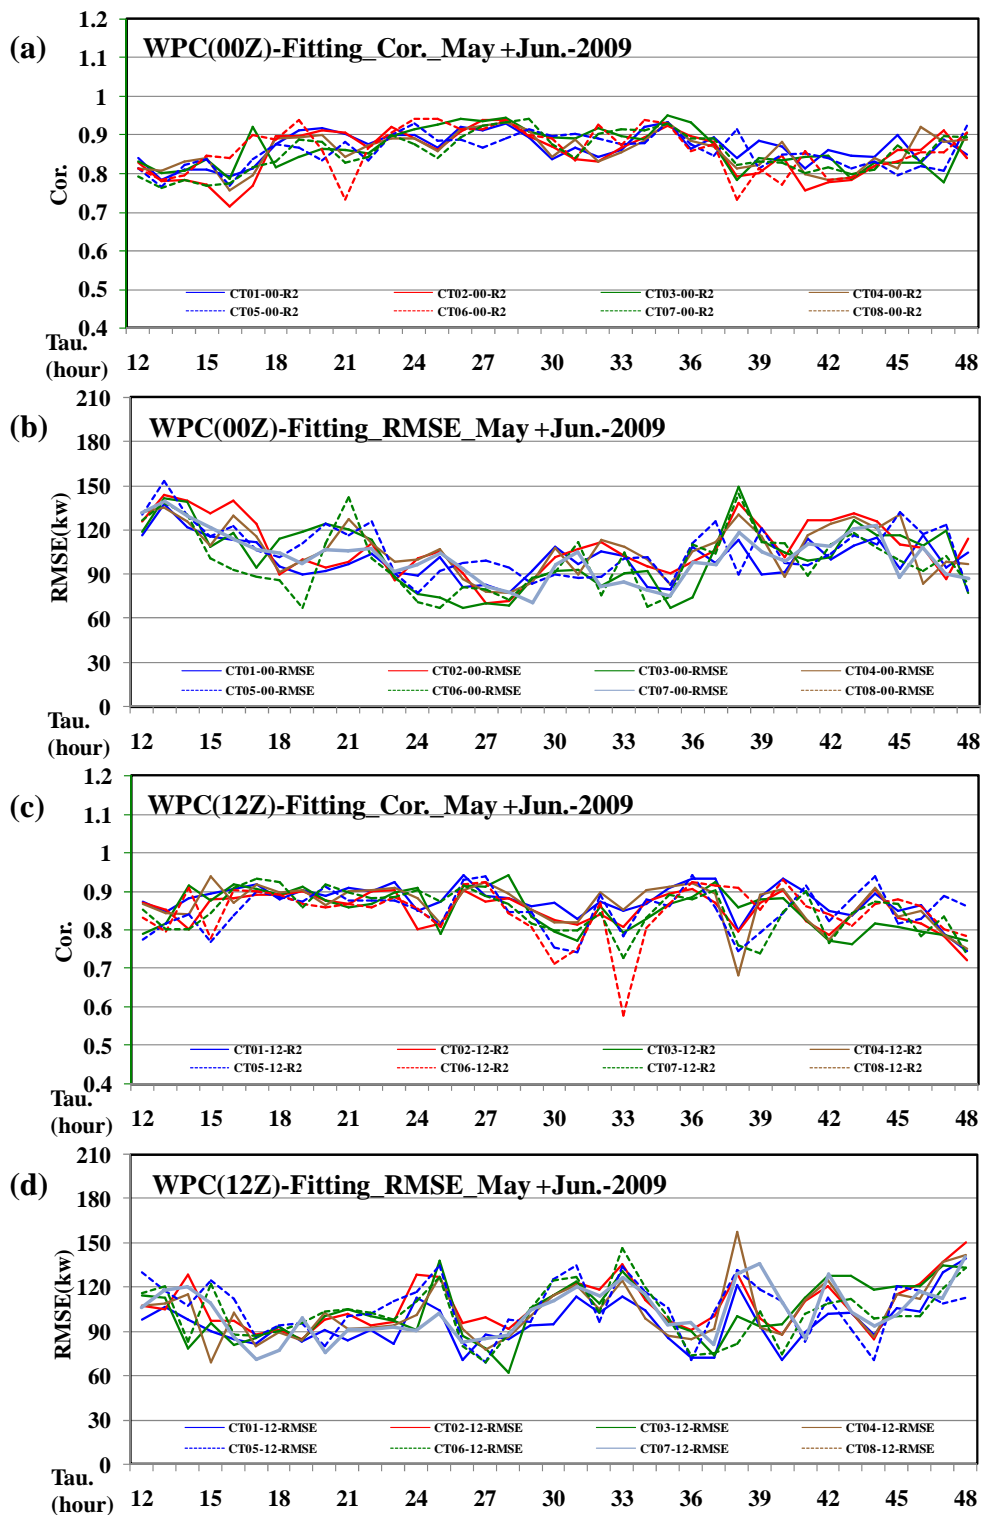 (a)
WPC(00Z)-Fitting_Cor._May +Jun.-2009
1.2
1.1
1
0.9
0.8
0.7
0.6
0.5
0.4
Cor.
CT01-00-R2 CT02-00-R2 CT03-00-R2 CT04-00-R2
CT05-00-R2 CT06-00-R2 CT07-00-R2 CT08-00-R2
Tau.
(hour) 12 15 18 21 24 27 30 33 36 39 42 45 48
(b)
WPC(00Z)-Fitting_RMSE_May +Jun.-2009
210
180
150
120
90
60
30
0
RMSE(kw)
CT01-00-RMSE CT02-00-RMSE CT03-00-RMSE CT04-00-RMSE
CT05-00-RMSE CT06-00-RMSE CT07-00-RMSE CT08-00-RMSE
Tau.
(hour) 12 15 18 21 24 27 30 33 36 39 42 45 48
(c)
WPC(12Z)-Fitting_Cor._May +Jun.-2009
1.2
1.1
1
0.9
0.8
0.7
0.6
0.5
0.4
Cor.
CT01-12-R2 CT02-12-R2 CT03-12-R2 CT04-12-R2
CT05-12-R2 CT06-12-R2 CT07-12-R2 CT08-12-R2
Tau.
(hour) 12 15 18 21 24 27 30 33 36 39 42 45 48
(d)
WPC(12Z)-Fitting_RMSE_May +Jun.-2009
210
180
150
120
90
60
30
0
RMSE(kw)
CT01-12-RMSE CT02-12-RMSE CT03-12-RMSE CT04-12-RMSE
CT05-12-RMSE CT06-12-RMSE CT07-12-RMSE CT08-12-RMSE
Tau.
(hour) 12 15 18 21 24 27 30 33 36 39 42 45 48